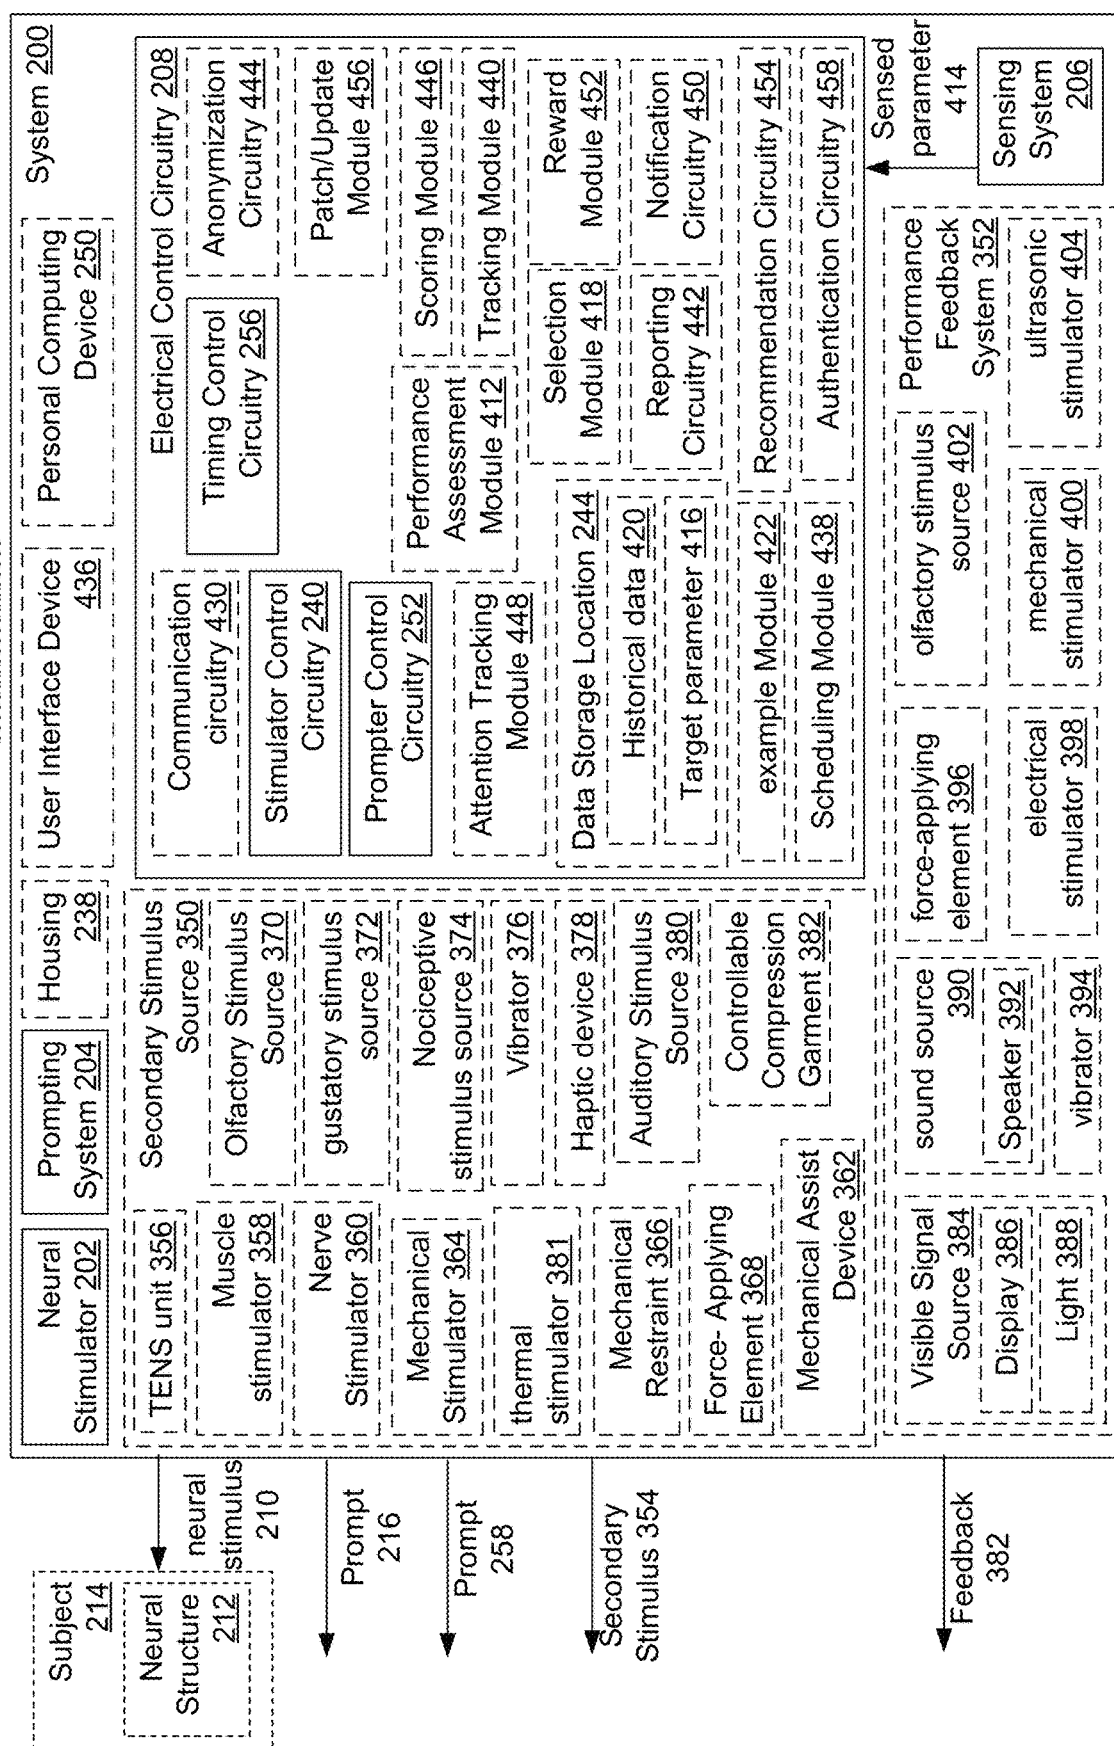 Subject
214
Neural
Structure
212
neural
stimulus
210
Prompt
216
Prompt
258
Secondary
Stimulus 354
Feedback
382
System 200
Neural
Stimulator 202
Prompting
System 204
Housing
238
User Interface Device
436
Personal Computing
Device 250
Secondary Stimulus
Source 350
TENS unit 356
Muscle
stimulator 358
Nerve
Stimulator 360
Mechanical
Stimulator 364
thermal
stimulator 381
Mechanical
Restraint 366
Force- Applying
Element 368
Mechanical Assist
Device 362
Olfactory Stimulus
Source 370
gustatory stimulus
source 372
Nociceptive
stimulus source 374
Vibrator 376
Haptic device 378
Auditory Stimulus
Source 380
Controllable
Compression
Garment 382
Electrical Control Circuitry 208
Communication
circuitry 430
Stimulator Control
Circuitry 240
Prompter Control
Circuitry 252
Timing Control
Circuitry 256
Anonymization
Circuitry 444
Patch/Update
Module 456
Attention Tracking
Module 448
Performance
Assessment
Module 412
Scoring Module 446
Tracking Module 440
Data Storage Location 244
Historical data 420
Target parameter 416
Selection
Module 418
Reward
Module 452
Reporting
Circuitry 442
Notification
Circuitry 450
example Module 422
Recommendation Circuitry 454
Scheduling Module 438
Authentication Circuitry 458
Sensed
parameter
414
Sensing
System
206
Performance
Feedback
System 352
Visible Signal
Source 384
Display 386
Light 388
sound source
390
Speaker 392
vibrator 394
force-applying
element 396
electrical
stimulator 398
olfactory stimulus
source 402
mechanical
stimulator 400
ultrasonic
stimulator 404